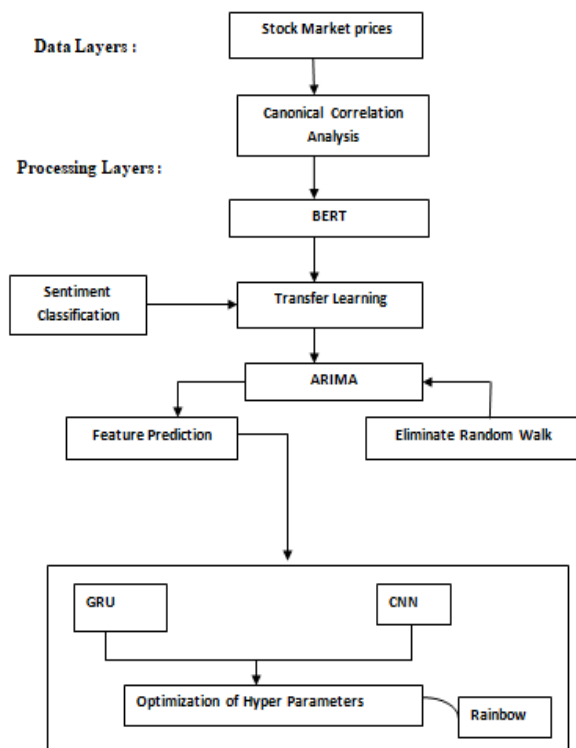 Stock Market prices
Data Layers :
Canonical Correlation
Analysis
Processing Layers :
BERT
Sentiment
Classification
Transfer Learning
ARIMA
Feature Prediction
Eliminate Random Walk
GRU
CNN
Optimization of Hyper Parameters
Rainbow